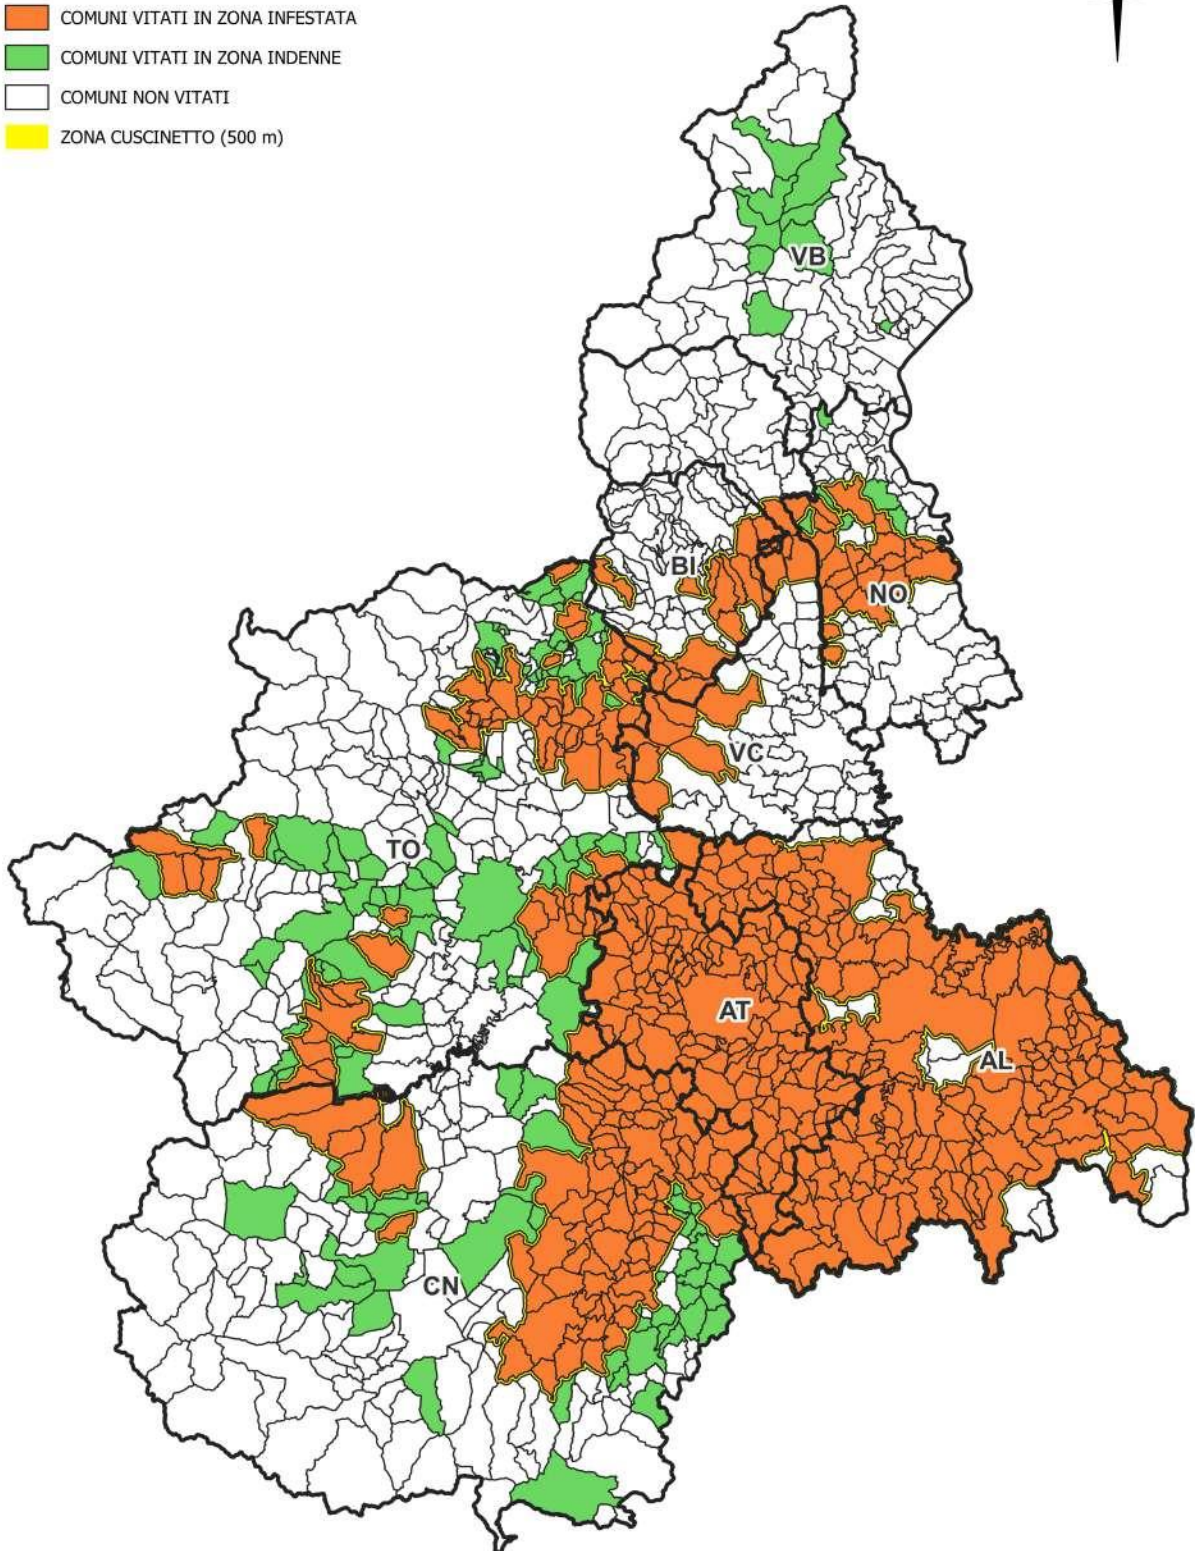 COMUNI VITATI IN ZONA INFESTATA
COMUNI VITATI IN ZONA INDENNE
COMUNI NON VITATI
ZONA CUSCINETTO (500 m)
VB
BI
NO
VC
TO
AT
AL
CN